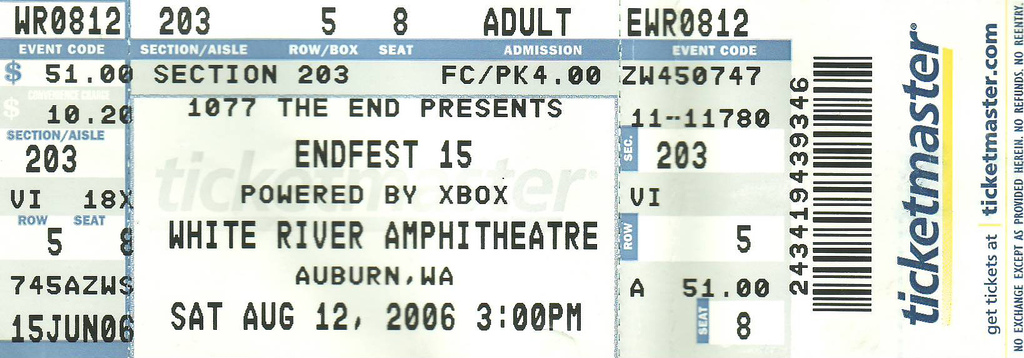 WR0812 203 5 8 ADULT EWR0812
EVENT CODE SECTION/AISLE ROW/BOX SEAT ADMISSION EVENT CODE
$ 51.00 SECTION 203 FC/PK4.00 ZW450747
CONVENIENCE CHARGE
$ 10.20
1077 THE END PRESENTS
11--11780
SECTION/AISLE
203
ENDFEST 15
SEC. 203
ticketmaster
VI 18X
POWERED BY XBOX
VI
ROW SEAT
5 8
WHITE RIVER AMPHITHEATRE
ROW 5
745AZWS
AUBURN,WA
A 51.00
15JUN06
SAT AUG 12, 2006 3:00PM
SEAT 8
2434194393946
ticketmaster
get tickets at ticketmaster.com
NO EXCHANGE EXCEPT AS PROVIDED HEREIN. NO REFUNDS. NO REENTRY.